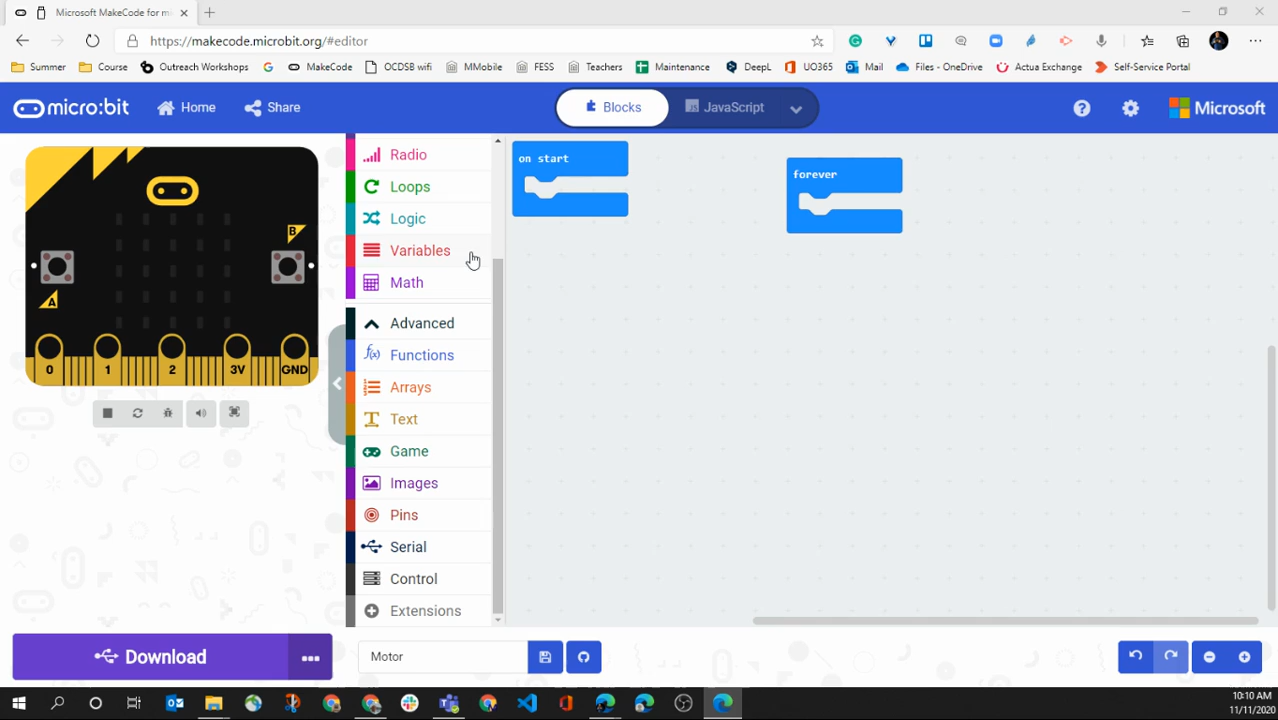 Microsoft MakeCode for mi
https://makecode.microbit.org/#editor
Summer
Course
Outreach Workshops
MakeCode
OCDSB wifi
MMobile
FESS
Teachers
Maintenance
DeepL
UO365
Mail
Files - OneDrive
Actua Exchange
Self-Service Portal
micro:bit
Home
Share
Blocks
JavaScript
Microsoft
Radio
Loops
Logic
Variables
Math
Advanced
Functions
Arrays
Text
Game
Images
Pins
Serial
Control
Extensions
on start
forever
B
A
0 1 2 3V GND
Download
Motor
10:10 AM
11/11/2020